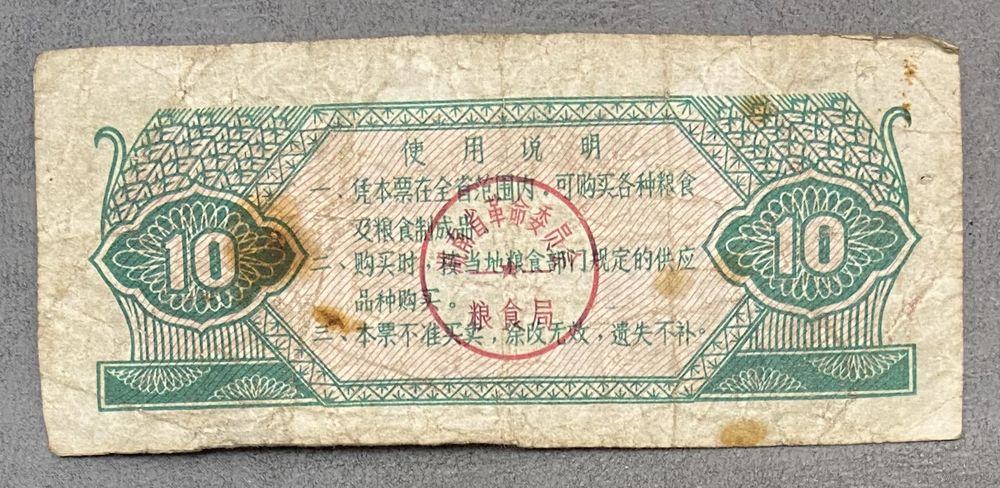 使用说明
一、凭本票在全省范围内，可购买各种粮食
及粮食制成品
二、购买时，按当地粮食部门规定的供应
品种购买。
三、本票不准买卖，涂改无效，遗失不补。
10
10
省革命委员会
粮食局